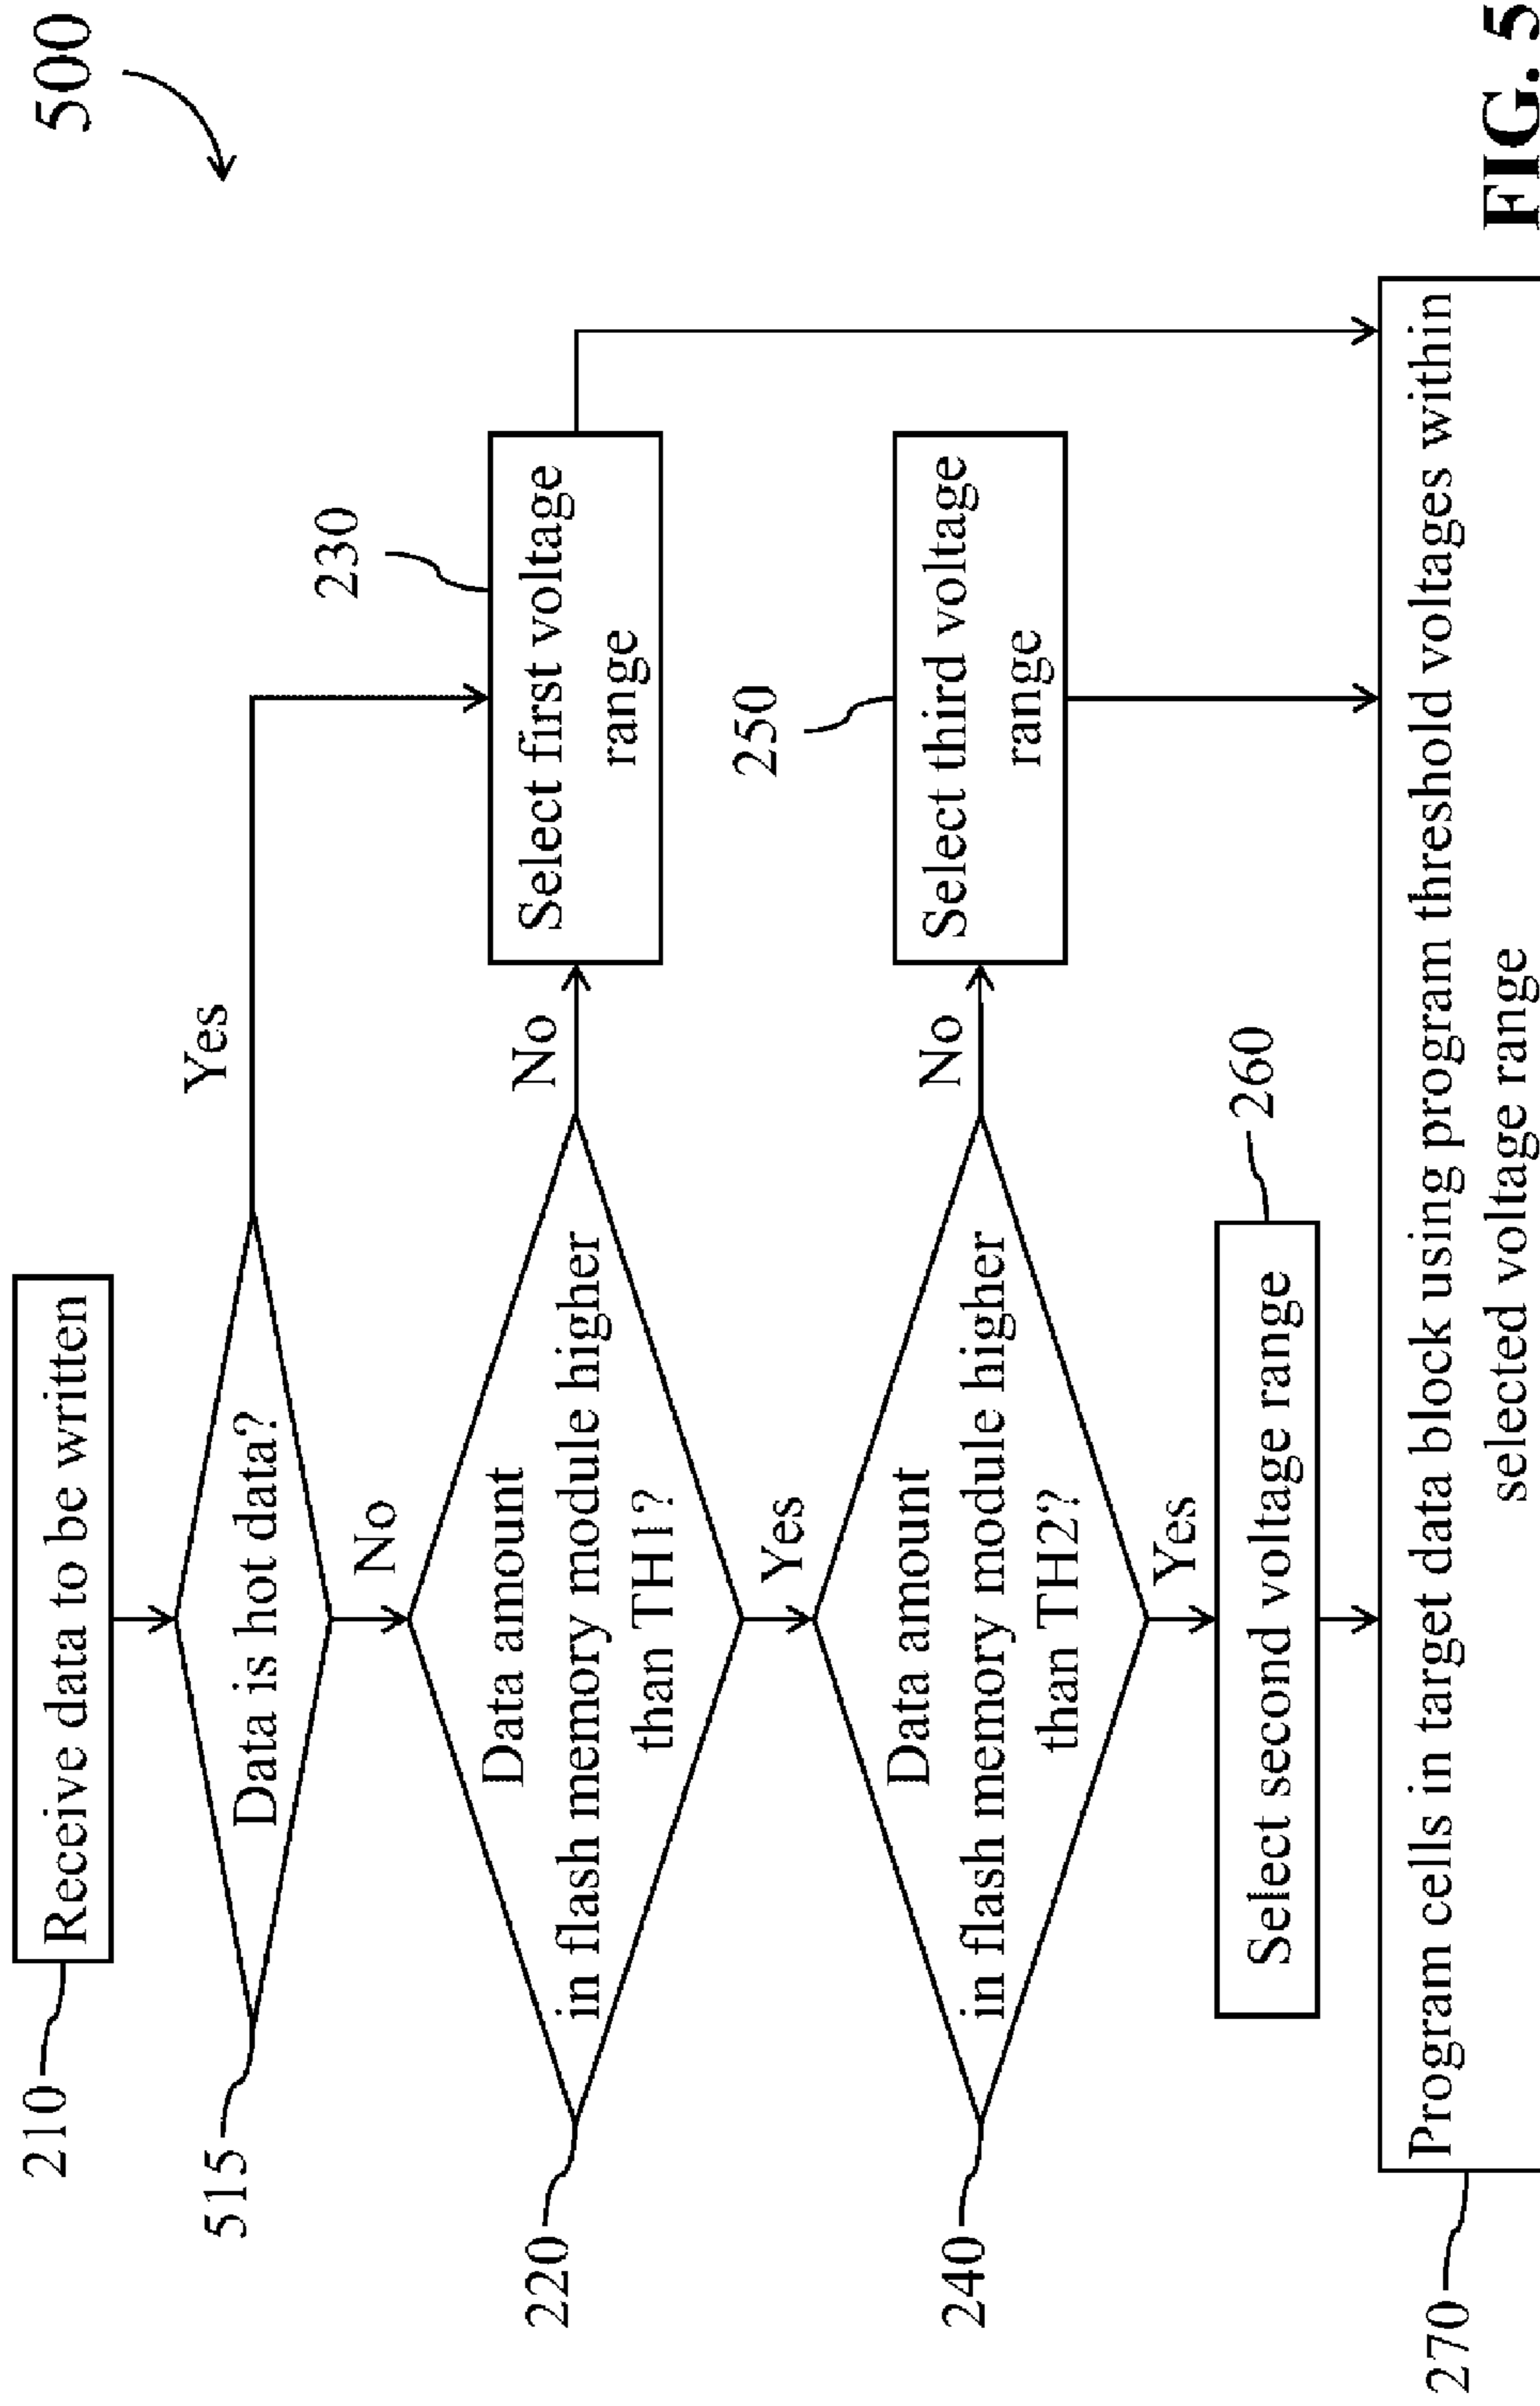 500
210
Receive data to be written
515
Data is hot data?
Yes
No
220
Data amount
in flash memory module higher
than TH1?
No
230
Select first voltage
range
Yes
240
Data amount
in flash memory module higher
than TH2?
No
250
Select third voltage
range
Yes
260
Select second voltage range
270
Program cells in target data block using program threshold voltages within
selected voltage range
FIG. 5